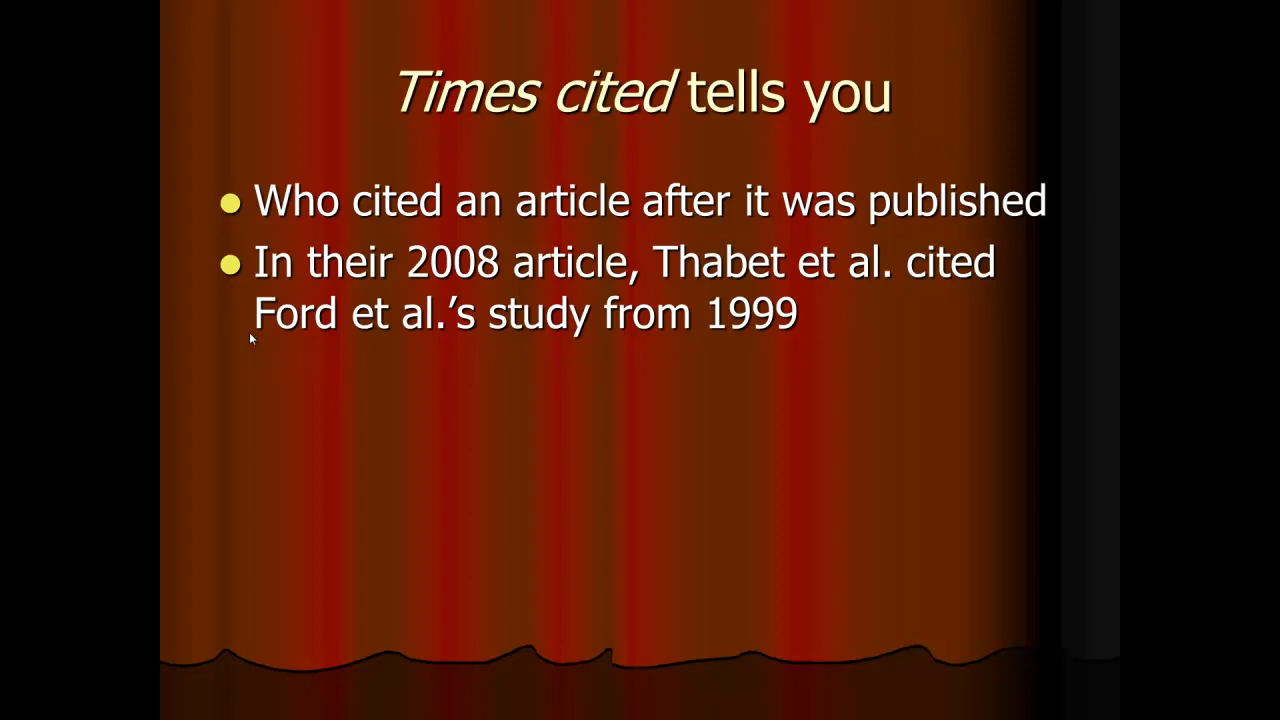 Times cited tells you
Who cited an article after it was published
In their 2008 article, Thabet et al. cited
Ford et al.’s study from 1999